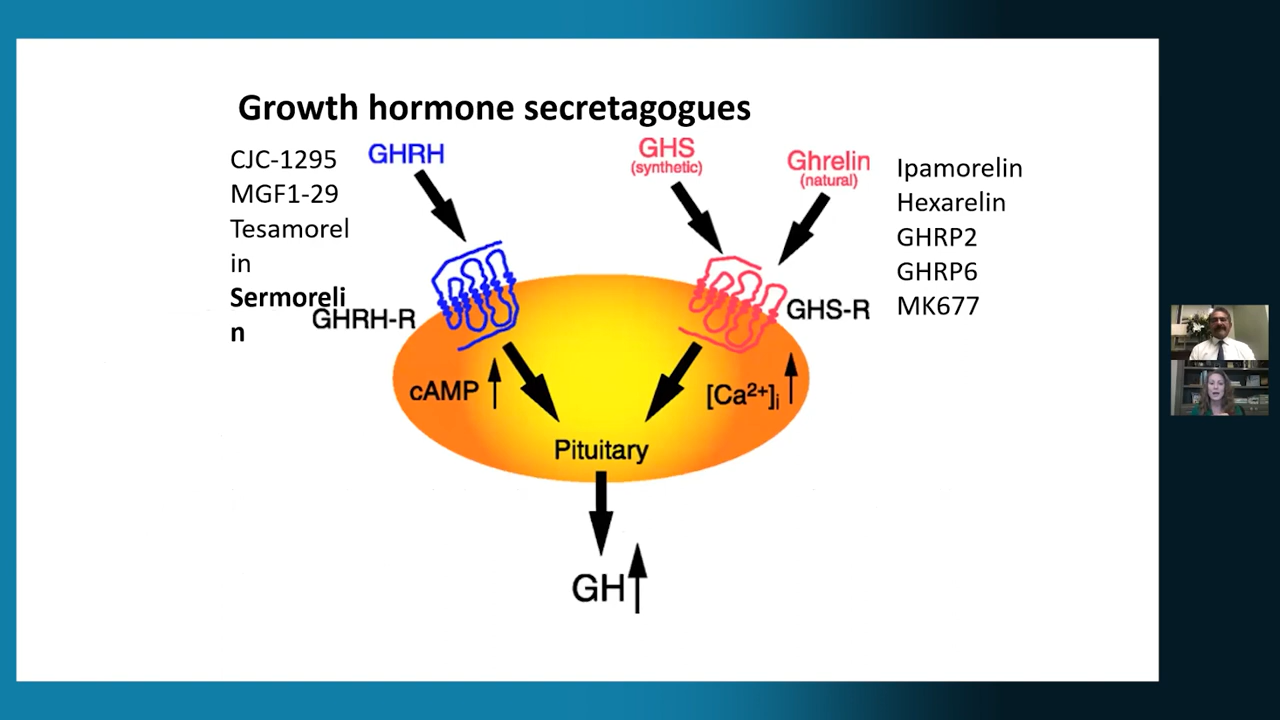 Growth hormone secretagogues
CJC-1295
MGF1-29
Tesamorel
in
Sermoreli
n
GHRH
GHS
(synthetic)
Ghrelin
(natural)
Ipamorelin
Hexarelin
GHRP2
GHRP6
MK677
GHRH-R
GHS-R
cAMP
[Ca²⁺]ᵢ
Pituitary
GH